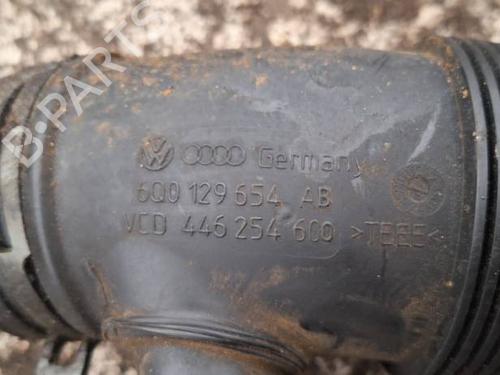 B-PARTS
Germany
6Q0 129 654 AB
VCD 446 254 600 >TEEE<